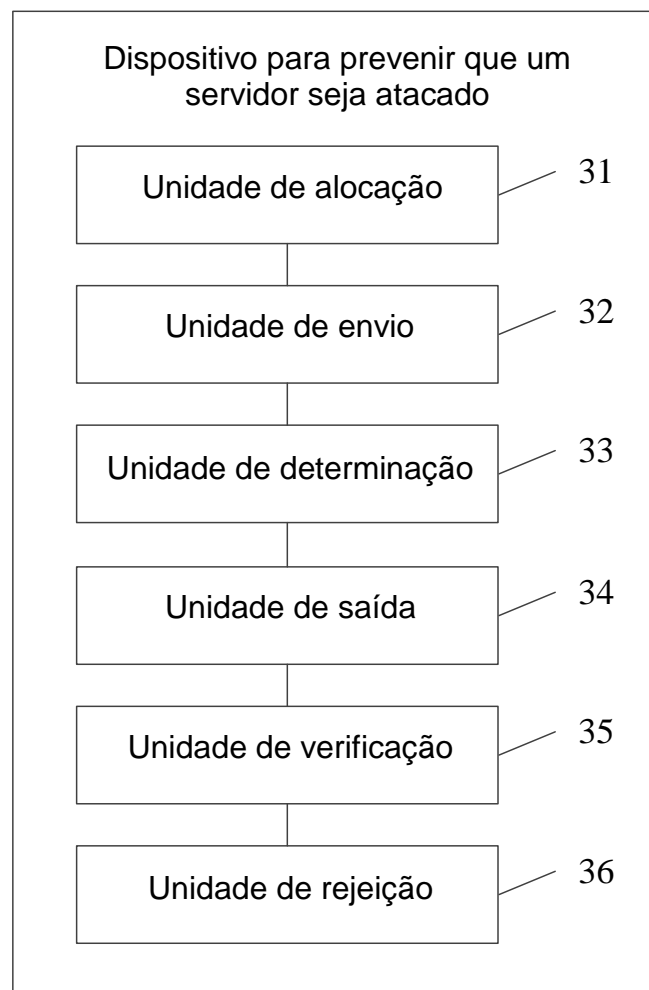 Dispositivo para prevenir que um
servidor seja atacado
Unidade de alocação
31
Unidade de envio
32
Unidade de determinação
33
Unidade de saída
34
Unidade de verificação
35
Unidade de rejeição
36